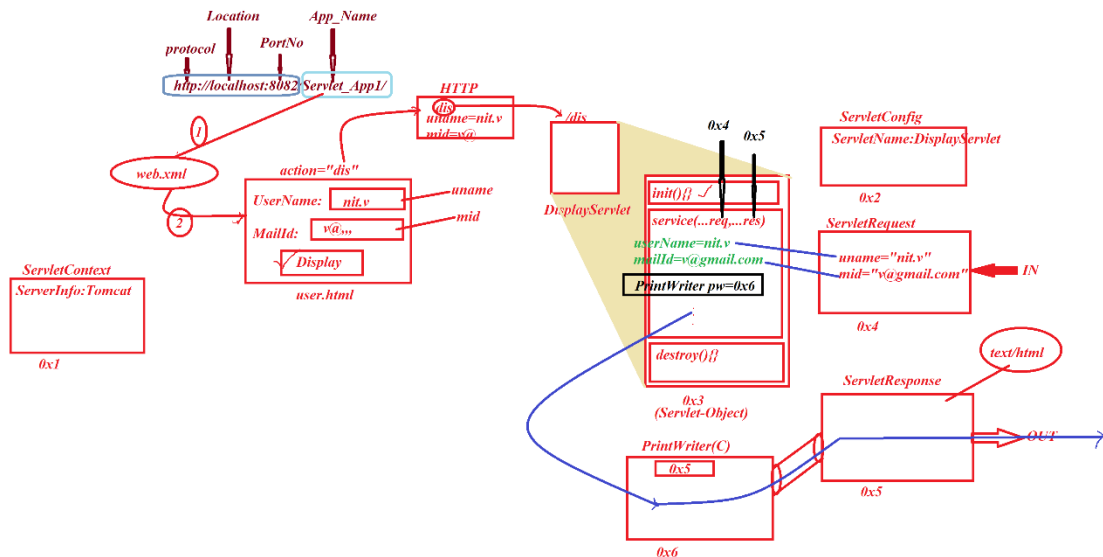 Location
App_Name
protocol
PortNo
http://localhost:8082/Servlet_App1/
1
web.xml
2
action="dis"
UserName: nit.v
MailId: v@,,,
Display
user.html
uname
mid
ServletContext
ServerInfo:Tomcat
0x1
HTTP
dis
uname=nit.v
mid=v@
/dis
DisplayServlet
0x4
0x5
init(){}
service(...req,...res)
userName=nit.v
mailId=v@gmail.com
PrintWriter pw=0x6
destroy(){}
0x3
(Servlet-Object)
ServletConfig
ServletName:DisplayServlet
0x2
ServletRequest
uname="nit.v"
mid="v@gmail.com"
IN
0x4
text/html
ServletResponse
OUT
0x5
PrintWriter(C)
0x5
0x6